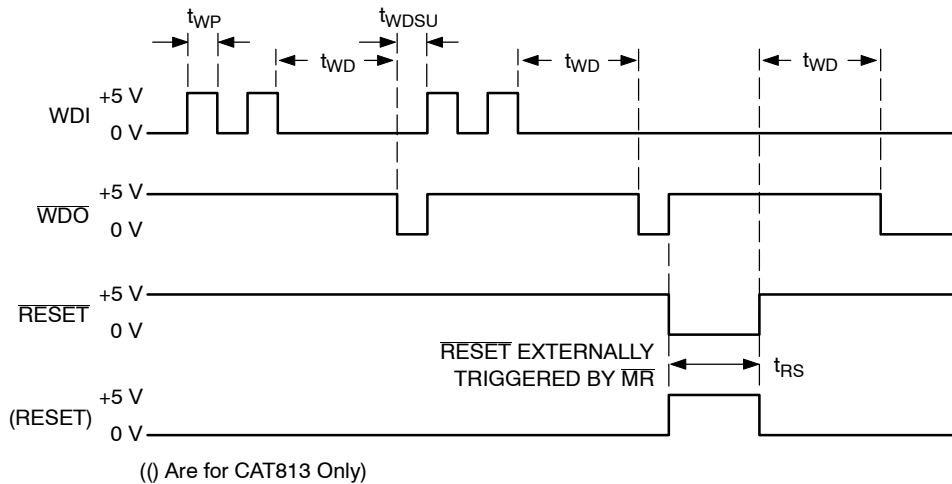 tWP
tWDSU
tWD
tWD
tWD
WDI
+5 V
0 V
WDO
+5 V
0 V
RESET
+5 V
0 V
RESET EXTERNALLY
TRIGGERED BY MR
tRS
(RESET)
+5 V
0 V
(() Are for CAT813 Only)